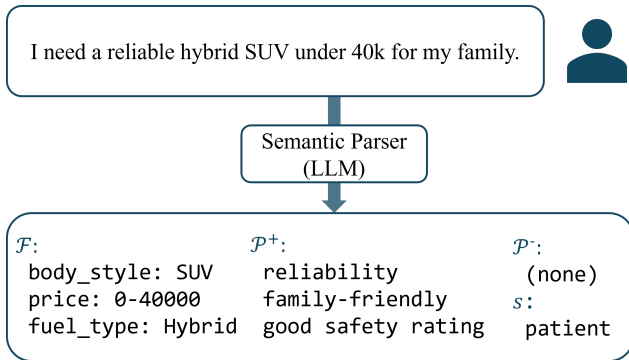 I need a reliable hybrid SUV under 40k for my family.
Semantic Parser
(LLM)
ℱ:
body_style: SUV
price: 0-40000
fuel_type: Hybrid
𝒫⁺:
reliability
family-friendly
good safety rating
𝒫⁻:
(none)
s:
patient